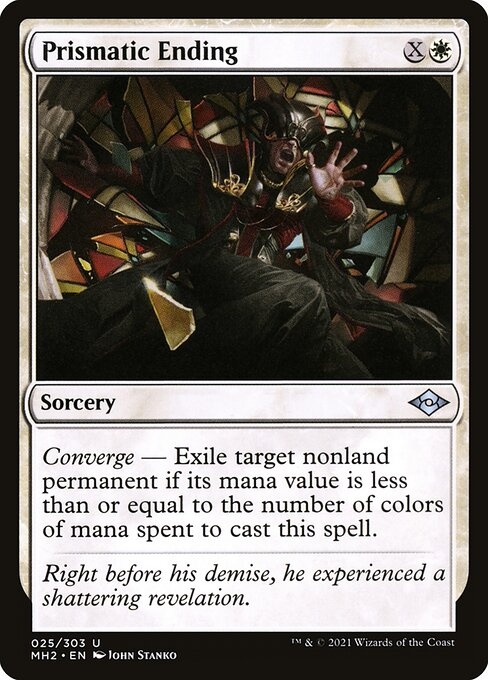 Prismatic Ending X
Sorcery
Converge — Exile target nonland
permanent if its mana value is less
than or equal to the number of colors
of mana spent to cast this spell.
Right before his demise, he experienced a
shattering revelation.
025/303 U
MH2 • EN John Stanko
™ & © 2021 Wizards of the Coast